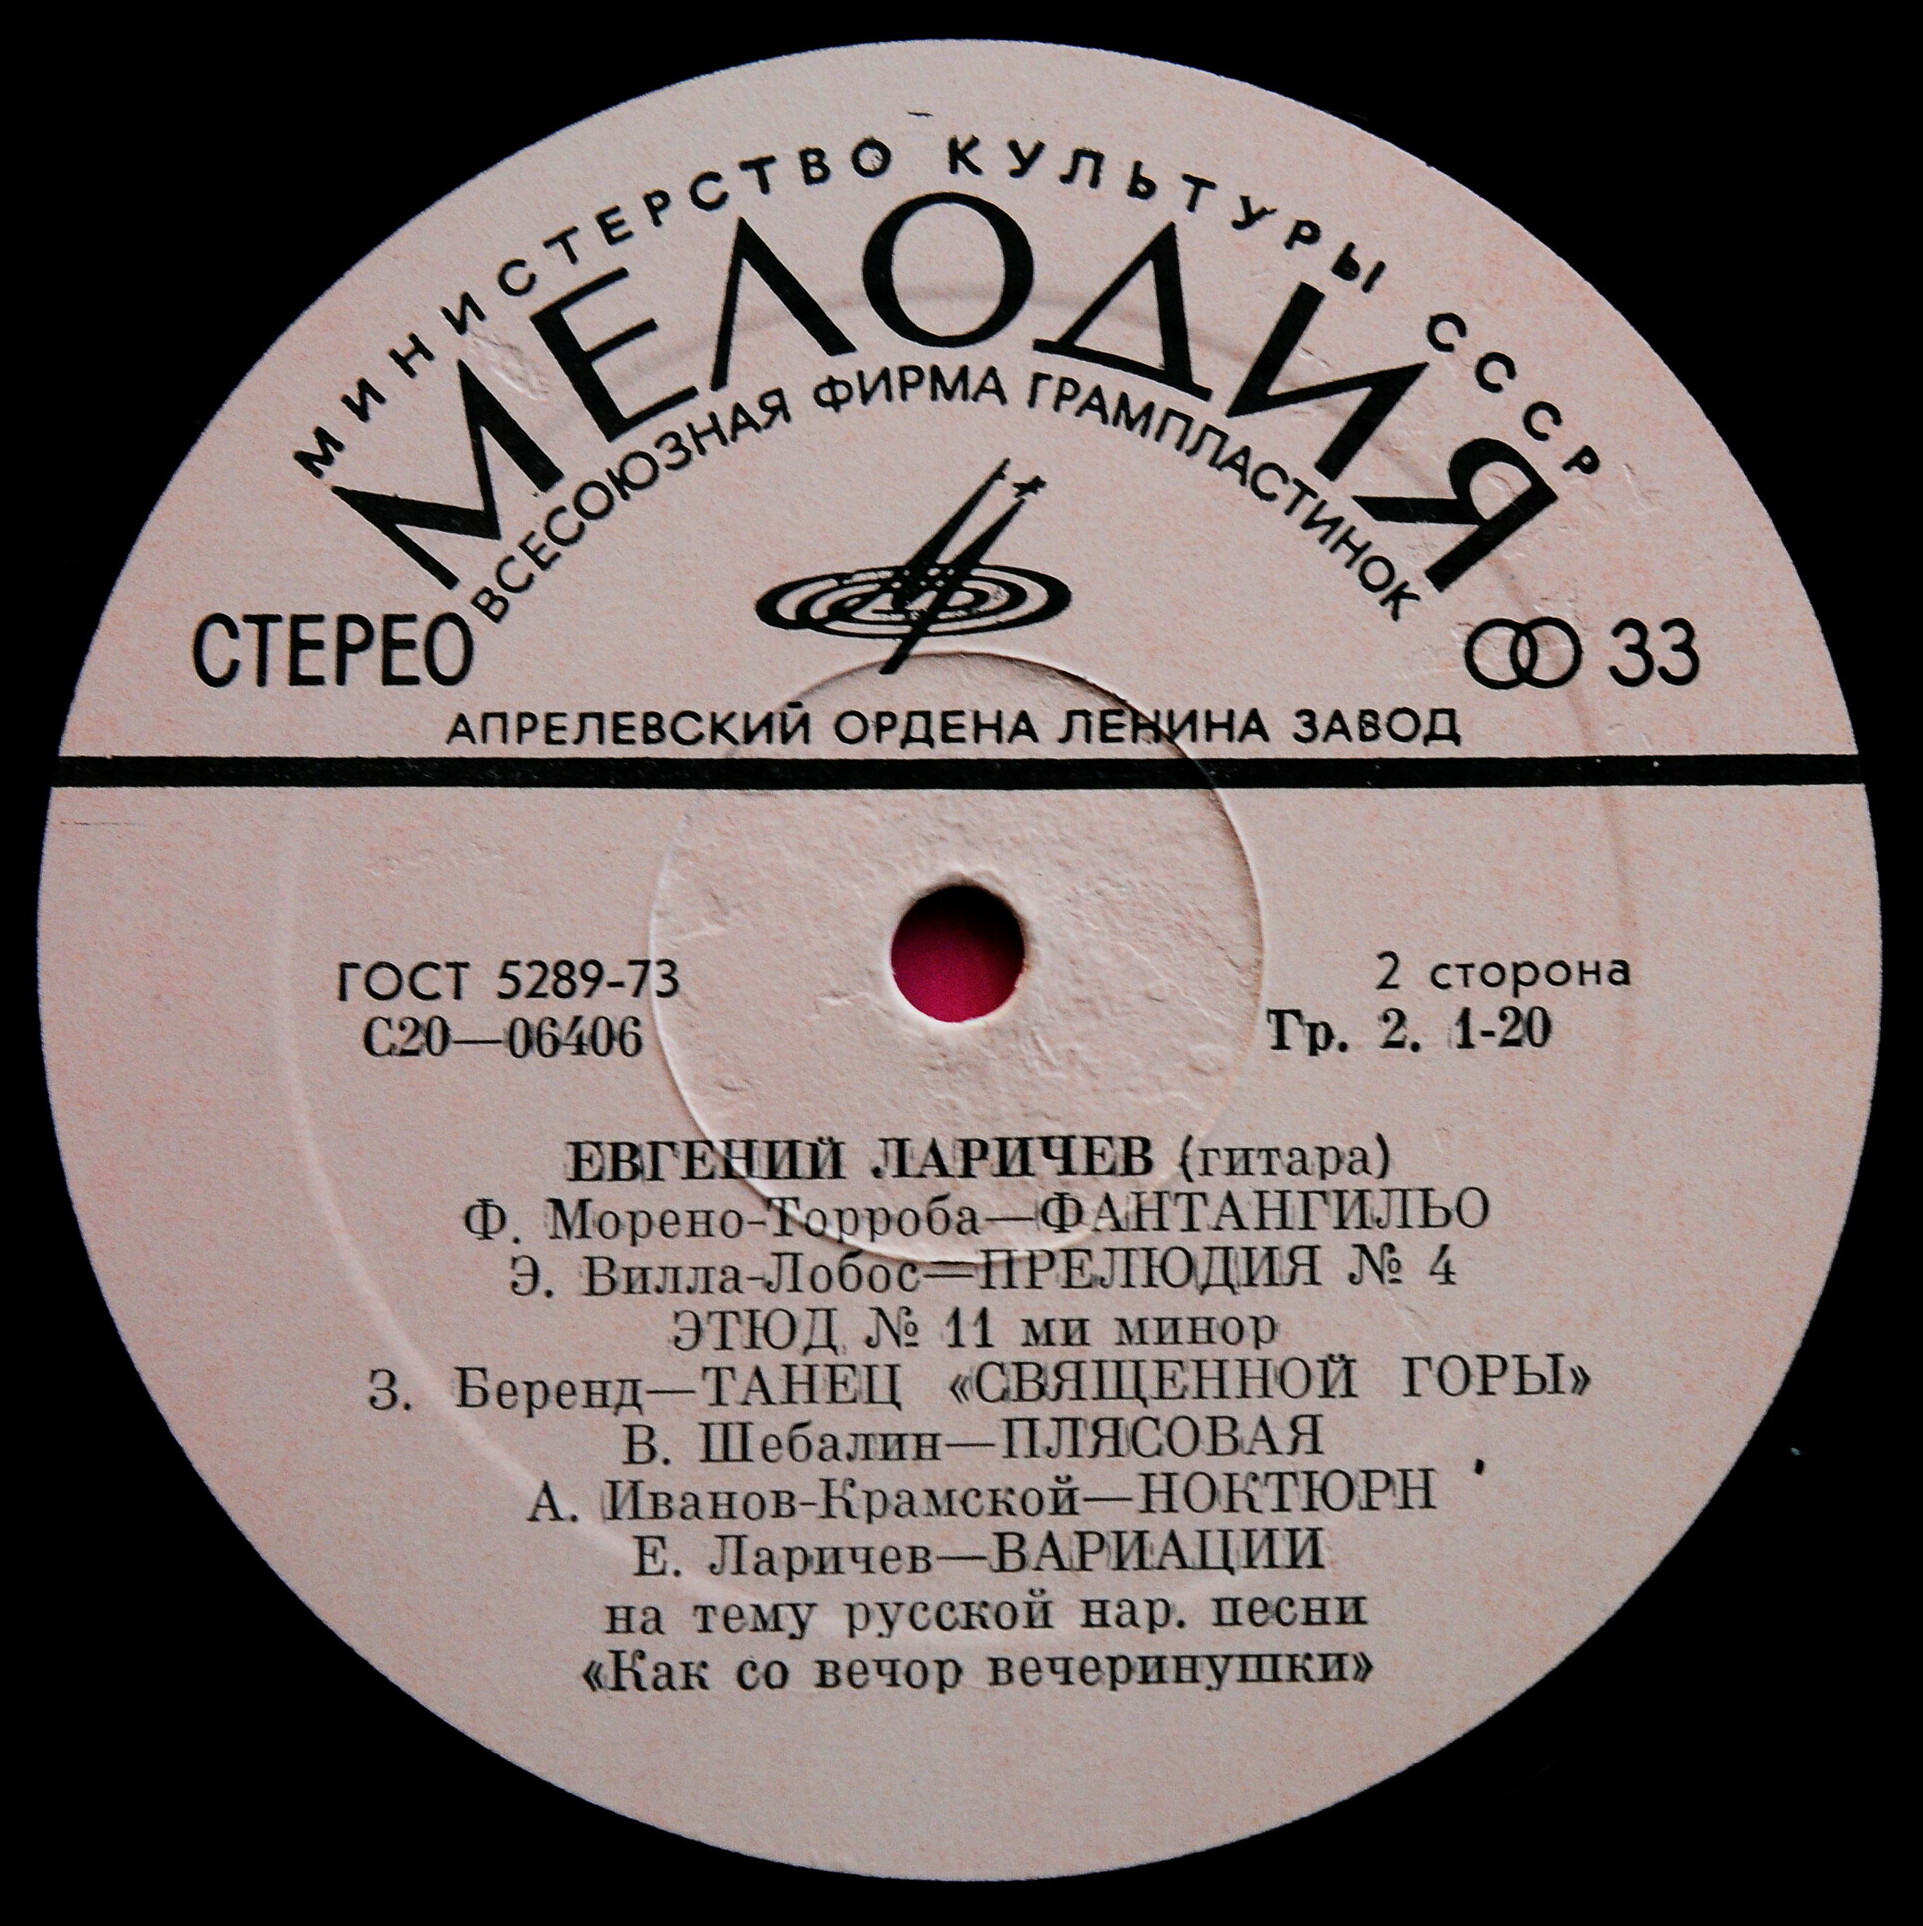 МИНИСТЕРСТВО КУЛЬТУРЫ СССР
МЕЛОДИЯ
ВСЕСОЮЗНАЯ ФИРМА ГРАМПЛАСТИНОК
СТЕРЕО
33
АПРЕЛЕВСКИЙ ОРДЕНА ЛЕНИНА ЗАВОД
ГОСТ 5289-73
2 сторона
С20—06406
Гр. 2. 1-20
ЕВГЕНИЙ ЛАРИЧЕВ (гитара)
Ф. Морено-Торроба—ФАНТАНГИЛЬО
Э. Вилла-Лобос—ПРЕЛЮДИЯ № 4
ЭТЮД № 11 ми минор
З. Беренд—ТАНЕЦ «СВЯЩЕННОЙ ГОРЫ»
В. Шебалин—ПЛЯСОВАЯ
А. Иванов-Крамской—НОКТЮРН
Е. Ларичев—ВАРИАЦИИ
на тему русской нар. песни
«Как со вечор вечеринушки»